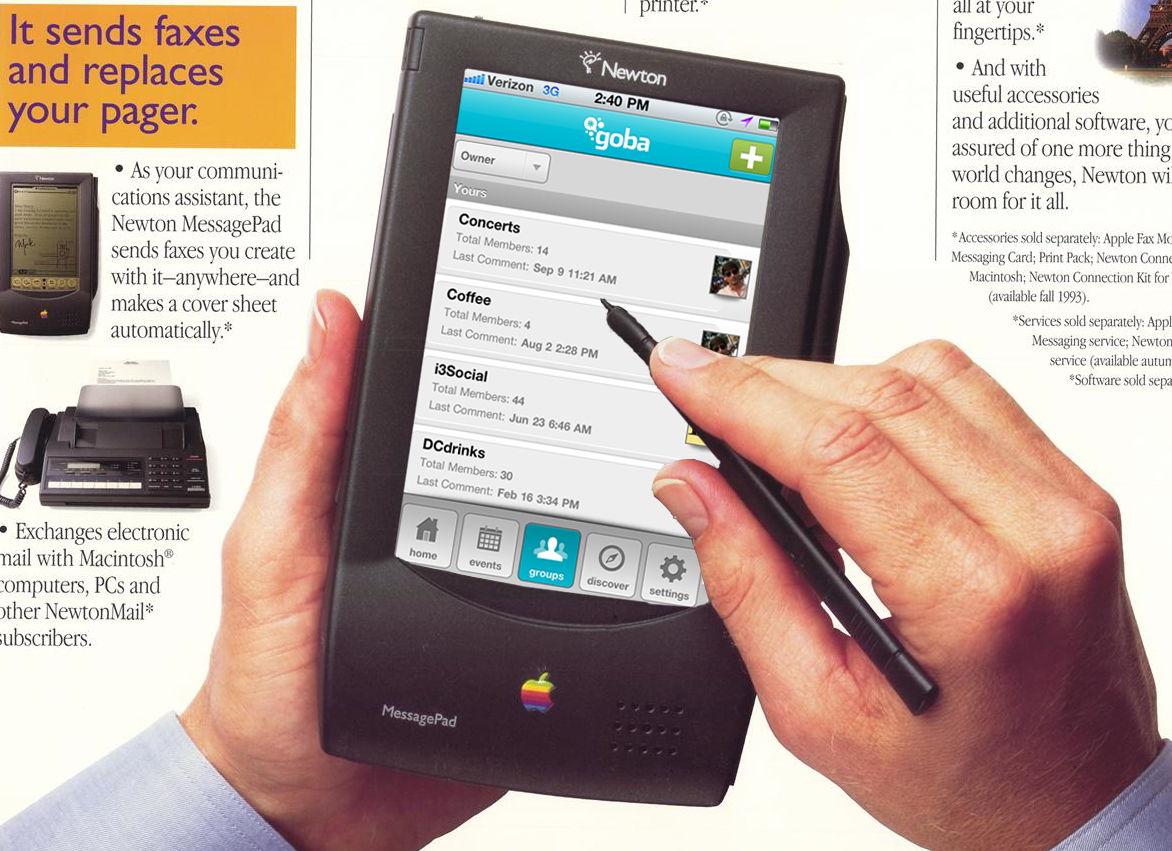 It sends faxes
and replaces
your pager.
• As your communi-
cations assistant, the
Newton MessagePad
sends faxes you create
with it—anywhere—and
makes a cover sheet
automatically.*
• Exchanges electronic
mail with Macintosh®
computers, PCs and
other NewtonMail*
subscribers.
printer.*
Newton
Verizon 3G
2:40 PM
goba
Owner
Yours
Concerts
Total Members: 14
Last Comment: Sep 9 11:21 AM
Coffee
Total Members: 4
Last Comment: Aug 2 2:28 PM
i3Social
Total Members: 44
Last Comment: Jun 23 6:46 AM
DCdrinks
Total Members: 30
Last Comment: Feb 16 3:34 PM
home
events
groups
discover
settings
MessagePad
all at your
fingertips.*
• And with
useful accessories
and additional software, yo
assured of one more thing
world changes, Newton wi
room for it all.
*Accessories sold separately: Apple Fax Mo
Messaging Card; Print Pack; Newton Conne
Macintosh; Newton Connection Kit for
(available fall 1993).
*Services sold separately: Appl
Messaging service; Newton
service (available autum
*Software sold sepa